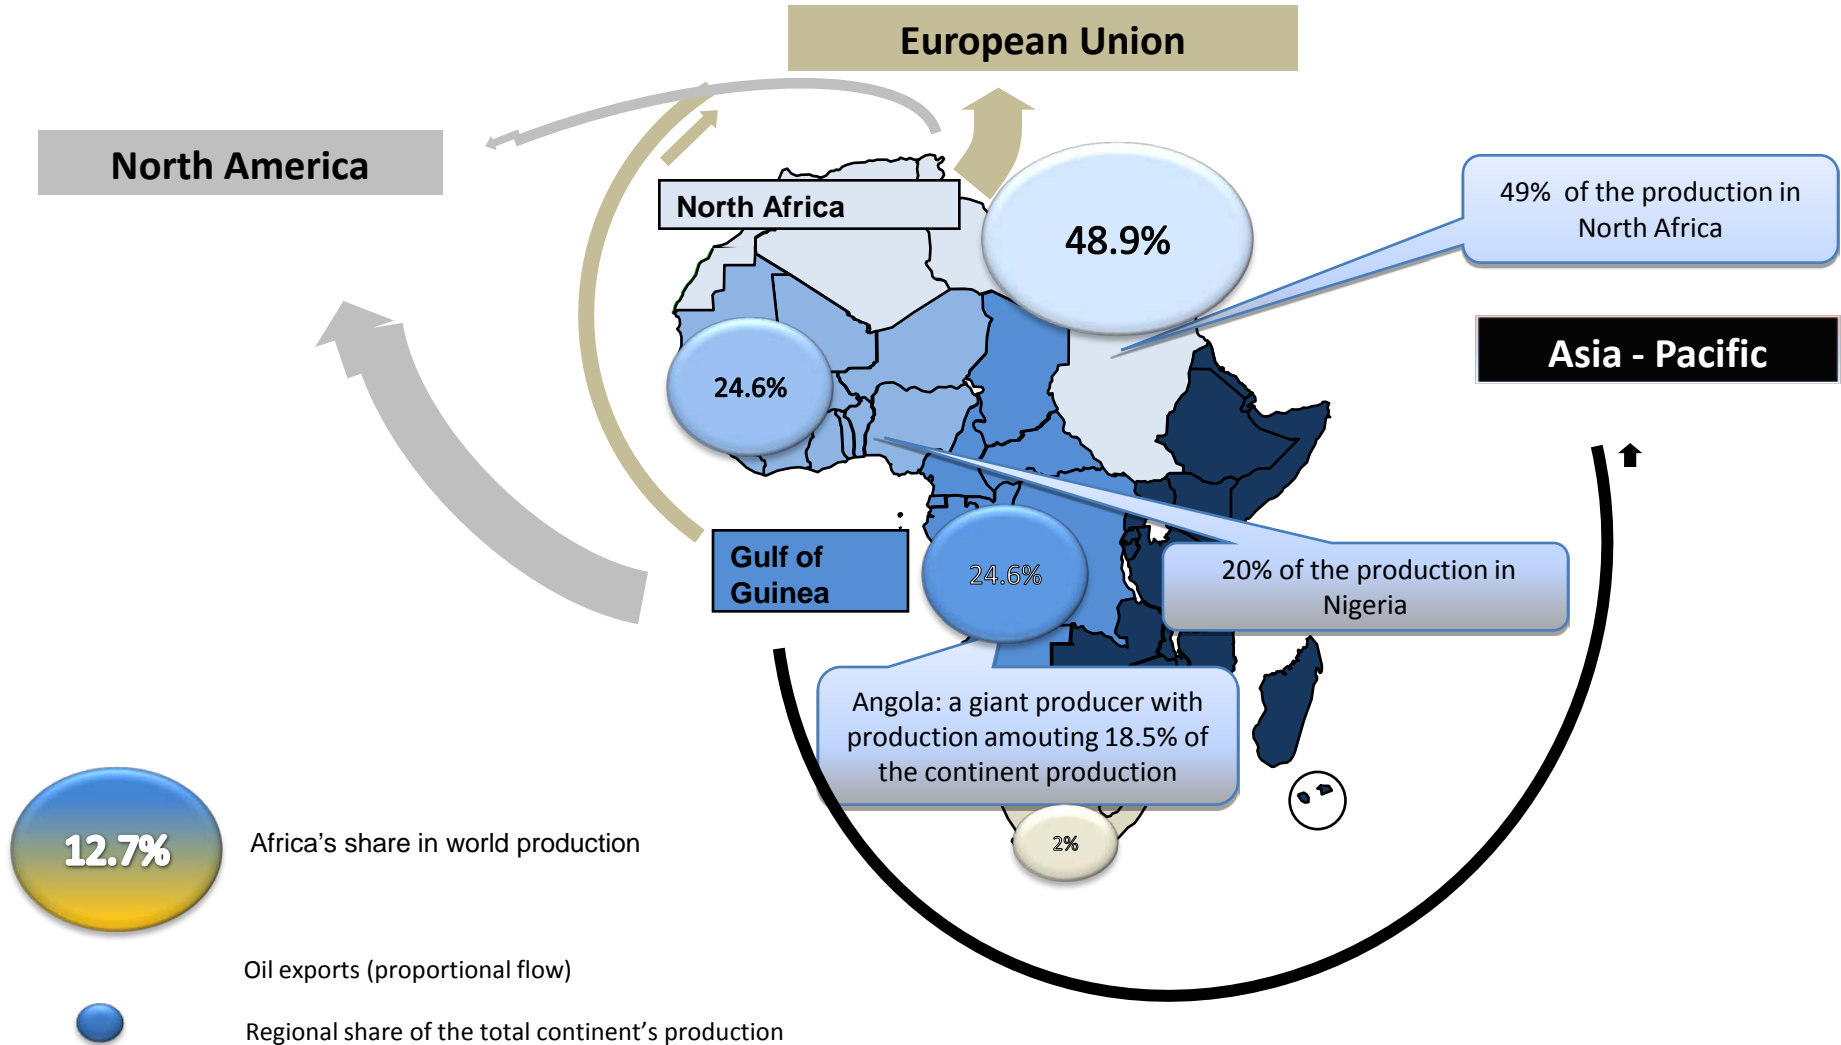 European Union
North America
North Africa
48.9%
49%  of the production in
North Africa
Asia - Pacific
24.6%
Gulf of
Guinea
24.6%
20% of the production in
Nigeria
Angola: a giant producer with
production amouting 18.5% of
the continent production
2%
12.7%
Africa's share in world production
Oil exports (proportional flow)
Regional share of the total continent's production